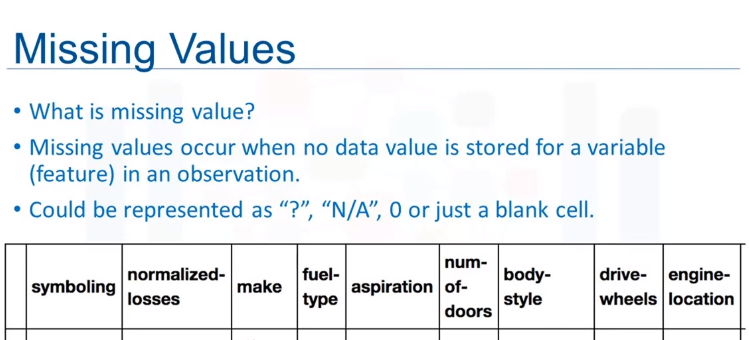 Missing Values
• What is missing value?
• Missing values occur when no data value is stored for a variable
(feature) in an observation.
• Could be represented as “?”, “N/A”, 0 or just a blank cell.
symboling
normalized-
losses
make
fuel-
type
aspiration
num-
of-
doors
body-
style
drive-
wheels
engine-
location